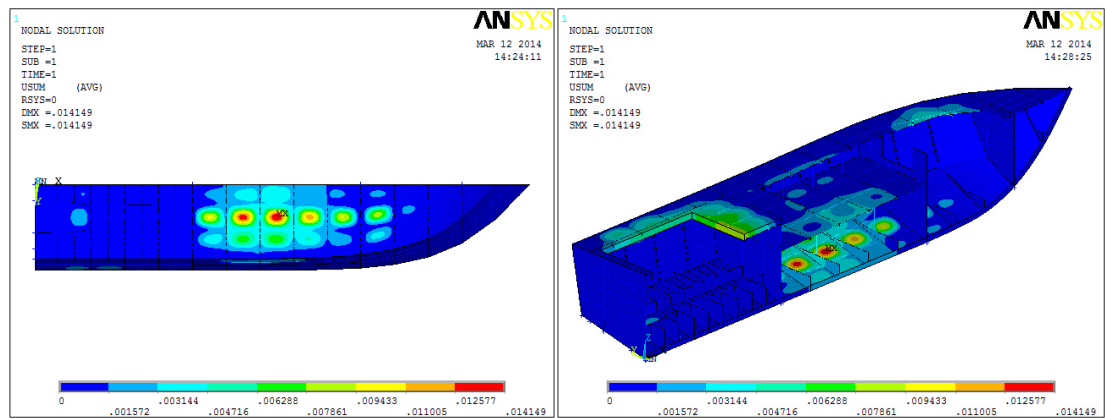 1
ANSYS
NODAL SOLUTION
MAR 12 2014
14:24:11
STEP=1
SUB =1
TIME=1
USUM (AVG)
RSYS=0
DMX =.014149
SMX =.014149
MN X
Y
MX
0 .003144 .006288 .009433 .012577
.001572 .004716 .007861 .011005 .014149
1
ANSYS
NODAL SOLUTION
MAR 12 2014
14:28:25
STEP=1
SUB =1
TIME=1
USUM (AVG)
RSYS=0
DMX =.014149
SMX =.014149
MX
Z
Y
MN
0 .003144 .006288 .009433 .012577
.001572 .004716 .007861 .011005 .014149